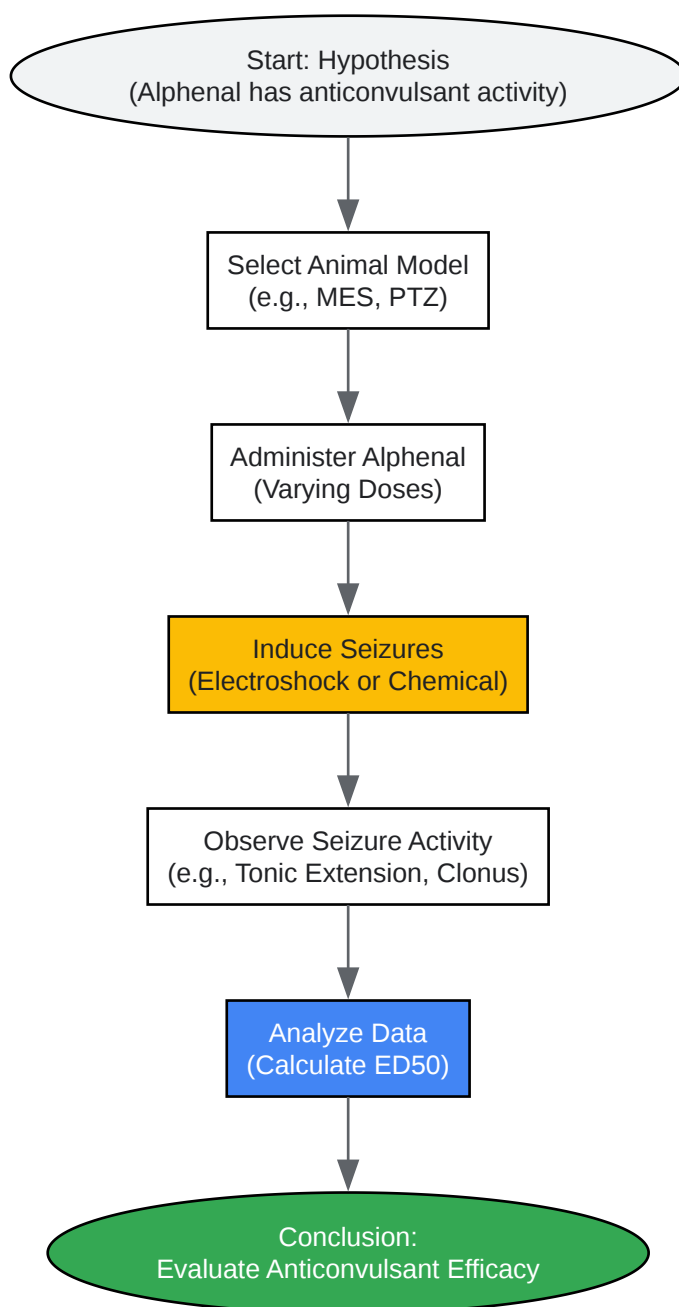 Start: Hypothesis
(Alphenal has anticonvulsant activity)
Select Animal Model
(e.g., MES, PTZ)
Administer Alphenal
(Varying Doses)
Induce Seizures
(Electroshock or Chemical)
Observe Seizure Activity
(e.g., Tonic Extension, Clonus)
Analyze Data
(Calculate ED50)
Conclusion:
Evaluate Anticonvulsant Efficacy